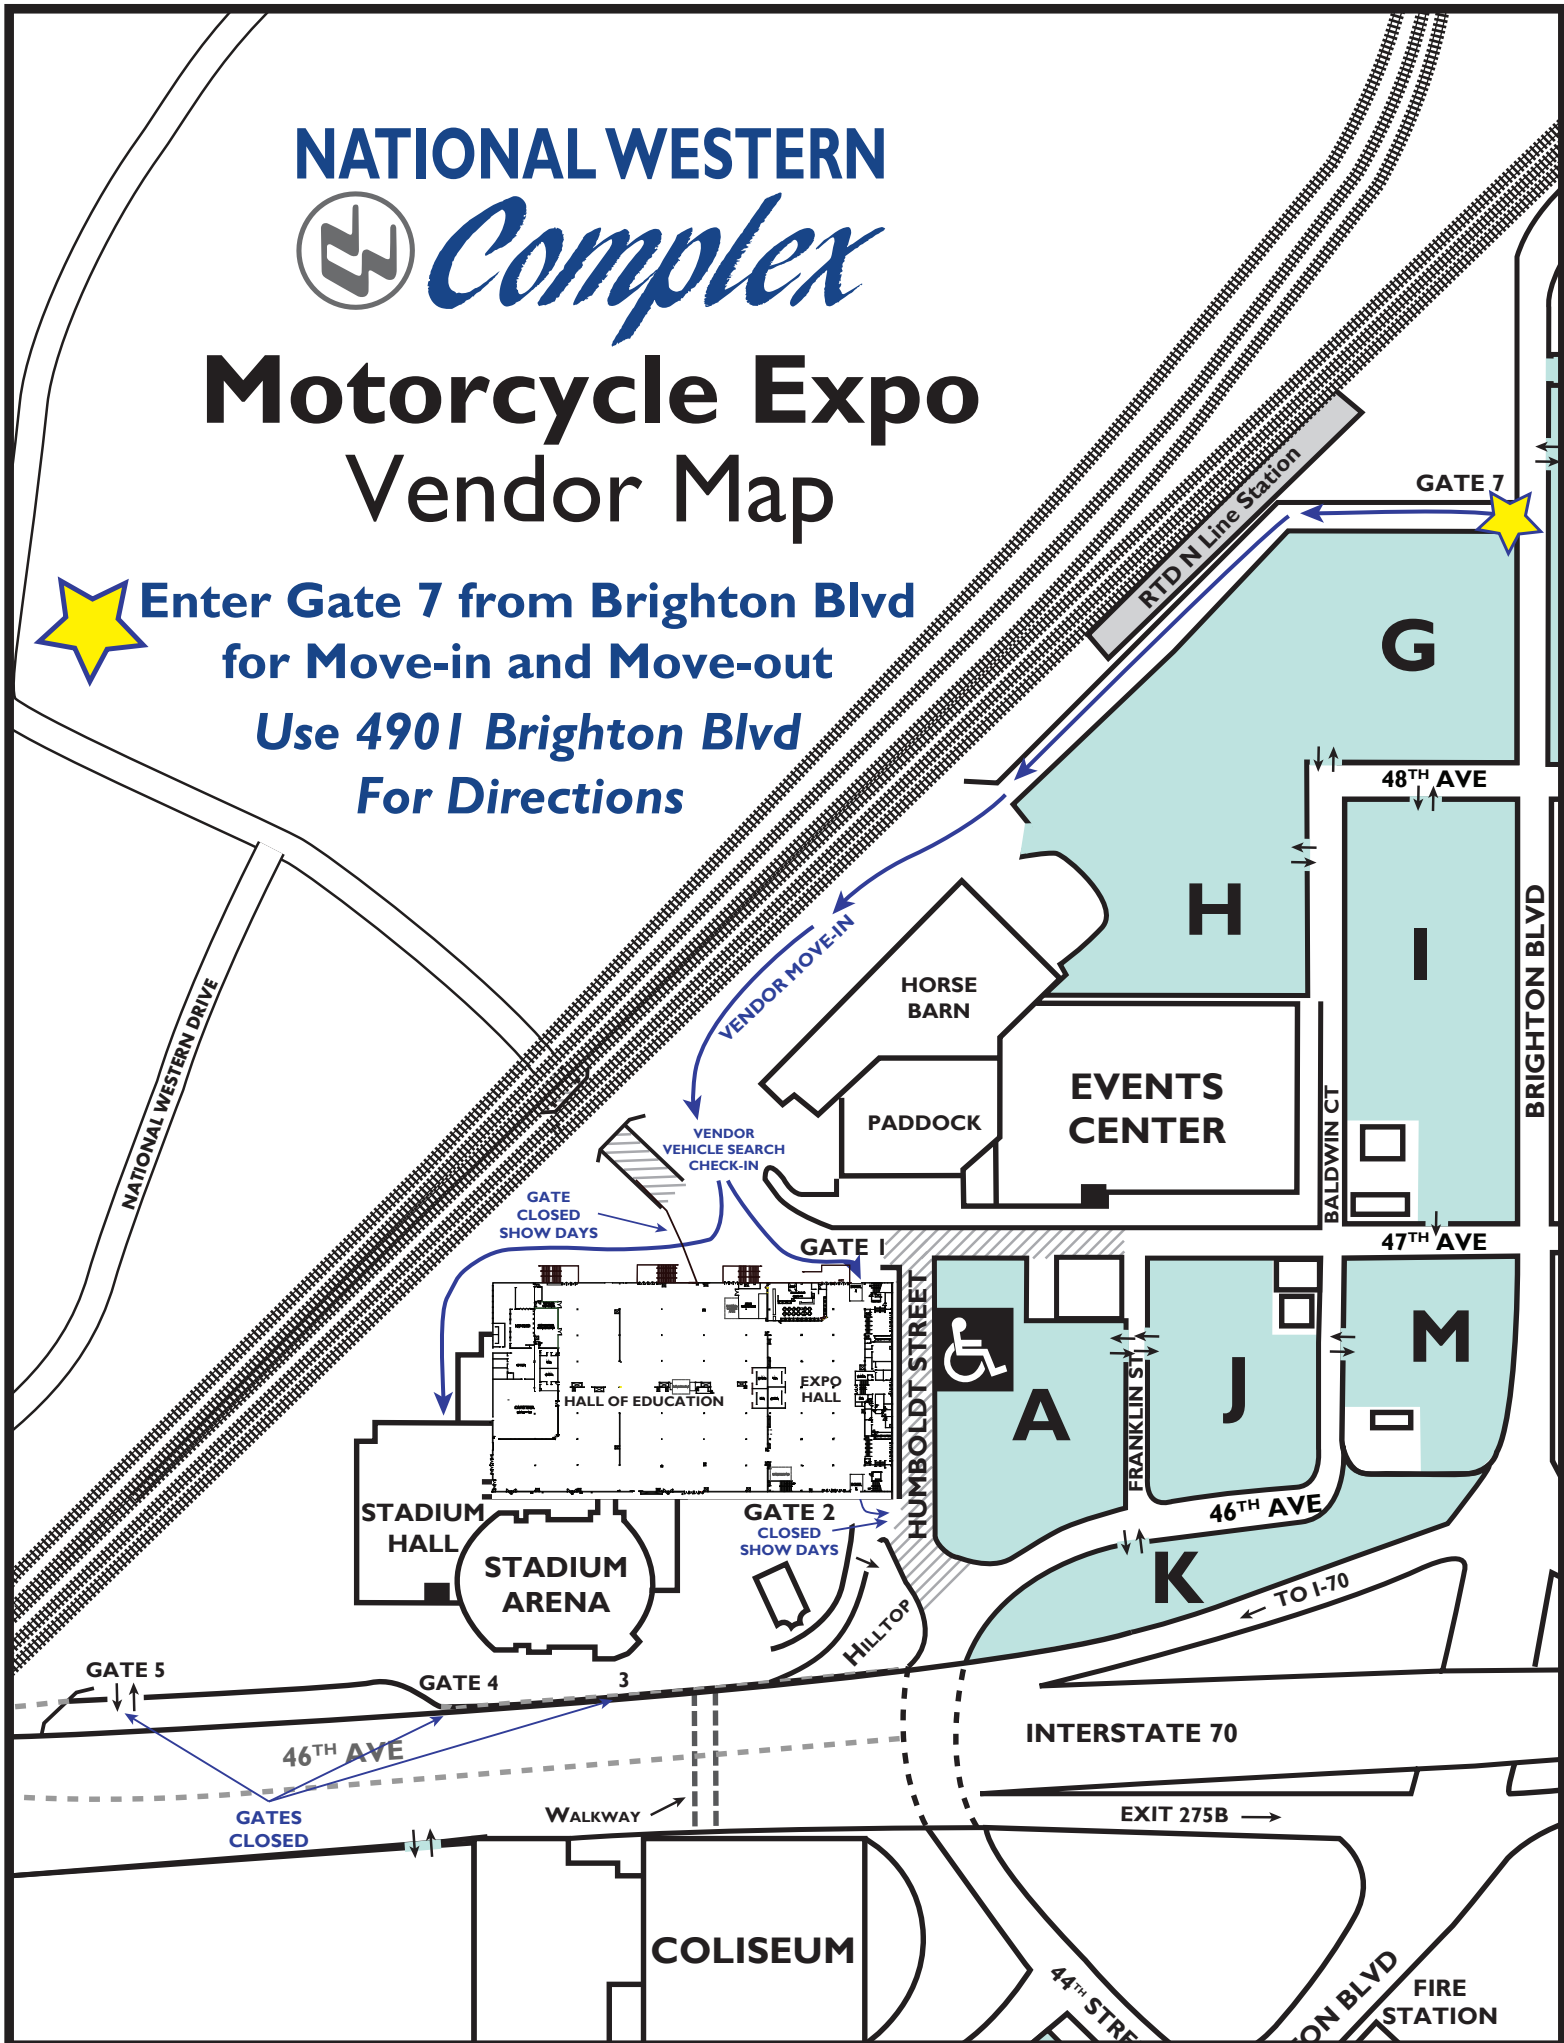 NATIONAL WESTERN
Complex
Motorcycle Expo
Vendor Map
Enter Gate 7 from Brighton Blvd
for Move-in and Move-out
Use 4901 Brighton Blvd
For Directions
GATE 7
RTD N Line Station
G
48TH AVE
H
I
BRIGHTON BLVD
VENDOR MOVE-IN
HORSE
BARN
NATIONAL WESTERN DRIVE
PADDOCK
EVENTS
CENTER
BALDWIN CT
VENDOR
VEHICLE SEARCH
CHECK-IN
GATE
CLOSED
SHOW DAYS
GATE 1
47TH AVE
HUMBOLDT STREET
HALL OF EDUCATION
EXPO
HALL
A
FRANKLIN ST
J
M
STADIUM
HALL
STADIUM
ARENA
GATE 2
CLOSED
SHOW DAYS
46TH AVE
K
TO I-70
HILLTOP
GATE 5
GATE 4
3
46TH AVE
INTERSTATE 70
GATES
CLOSED
WALKWAY
EXIT 275B
COLISEUM
44TH STRE
ON BLVD
FIRE
STATION